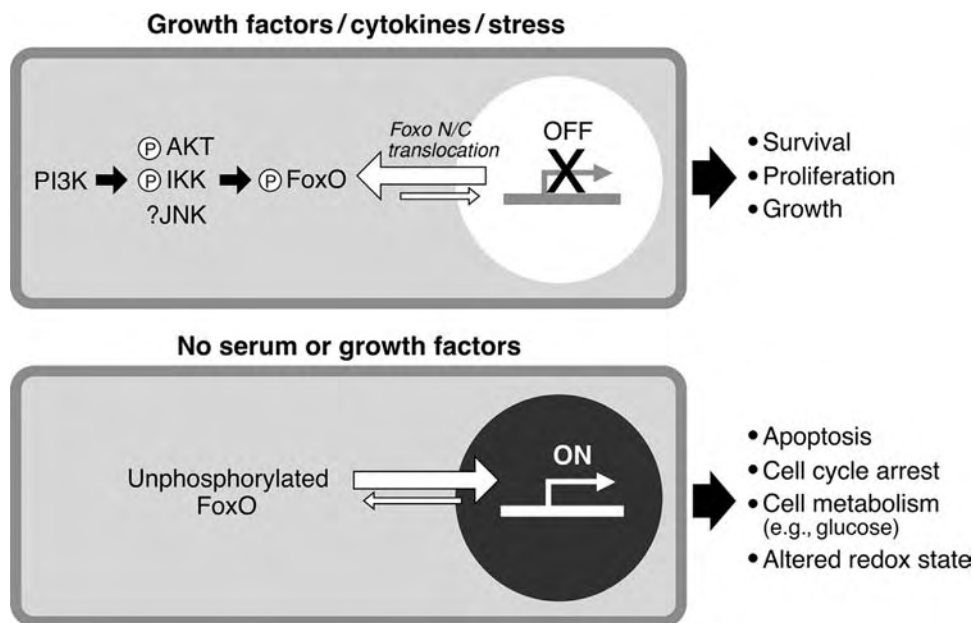 Growth factors/cytokines/stress
Foxo N/C
translocation
OFF
X
Ⓟ AKT
PI3K
Ⓟ IKK
Ⓟ FoxO
?JNK
• Survival
• Proliferation
• Growth
No serum or growth factors
Unphosphorylated
FoxO
ON
• Apoptosis
• Cell cycle arrest
• Cell metabolism
(e.g., glucose)
• Altered redox state